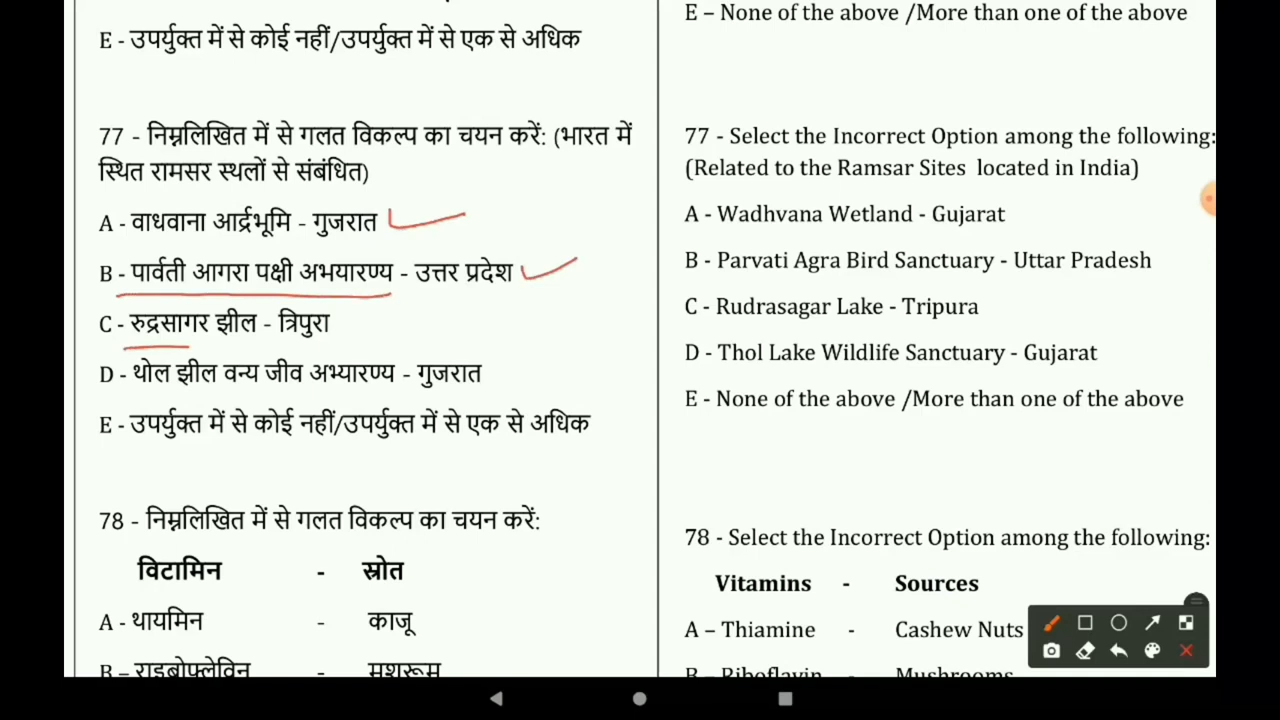 E - उपर्युक्त में से कोई नहीं/उपर्युक्त में से एक से अधिक
77 - निम्नलिखित में से गलत विकल्प का चयन करें: (भारत में
स्थित रामसर स्थलों से संबंधित)
A - वाधवाना आर्द्रभूमि - गुजरात
B - पार्वती आगरा पक्षी अभयारण्य - उत्तर प्रदेश
C - रुद्रसागर झील - त्रिपुरा
D - थोल झील वन्य जीव अभ्यारण्य - गुजरात
E - उपर्युक्त में से कोई नहीं/उपर्युक्त में से एक से अधिक
78 - निम्नलिखित में से गलत विकल्प का चयन करें:
विटामिन - स्रोत
A - थायमिन - काजू
B – राइबोफ्लेविन - मशरूम
E – None of the above /More than one of the above
77 - Select the Incorrect Option among the following:
(Related to the Ramsar Sites located in India)
A - Wadhvana Wetland - Gujarat
B - Parvati Agra Bird Sanctuary - Uttar Pradesh
C - Rudrasagar Lake - Tripura
D - Thol Lake Wildlife Sanctuary - Gujarat
E - None of the above /More than one of the above
78 - Select the Incorrect Option among the following:
Vitamins - Sources
A – Thiamine - Cashew Nuts
B – Riboflavin - Mushrooms